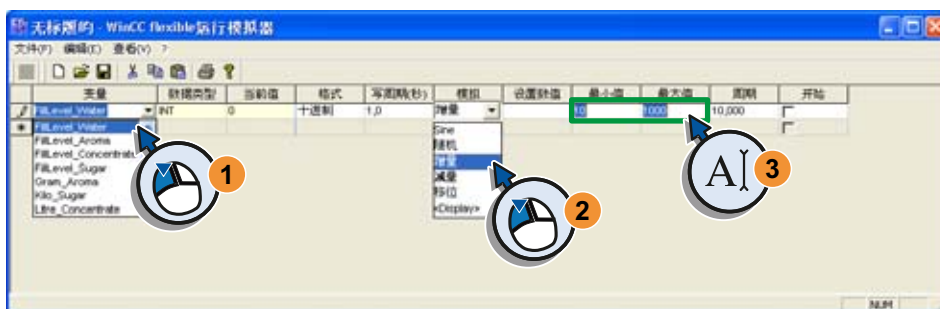 无标题的 - WinCC flexible运行模拟器
文件(F) 编辑(E) 查看(V) ?
变量 数据类型 当前值 格式 写周期(秒) 模拟 设置数值 最小值 最大值 周期 开始
FillLevel_Water INT 0 十进制 1,0 增量 10 1000 10,000
FillLevel_Water
FillLevel_Aroma
FillLevel_Concentrate
FillLevel_Sugar
Gram_Aroma
Kilo_Sugar
Litre_Concentrate
Sine
随机
增量
减量
移位
<Display>
1
2
AI 3
NUM